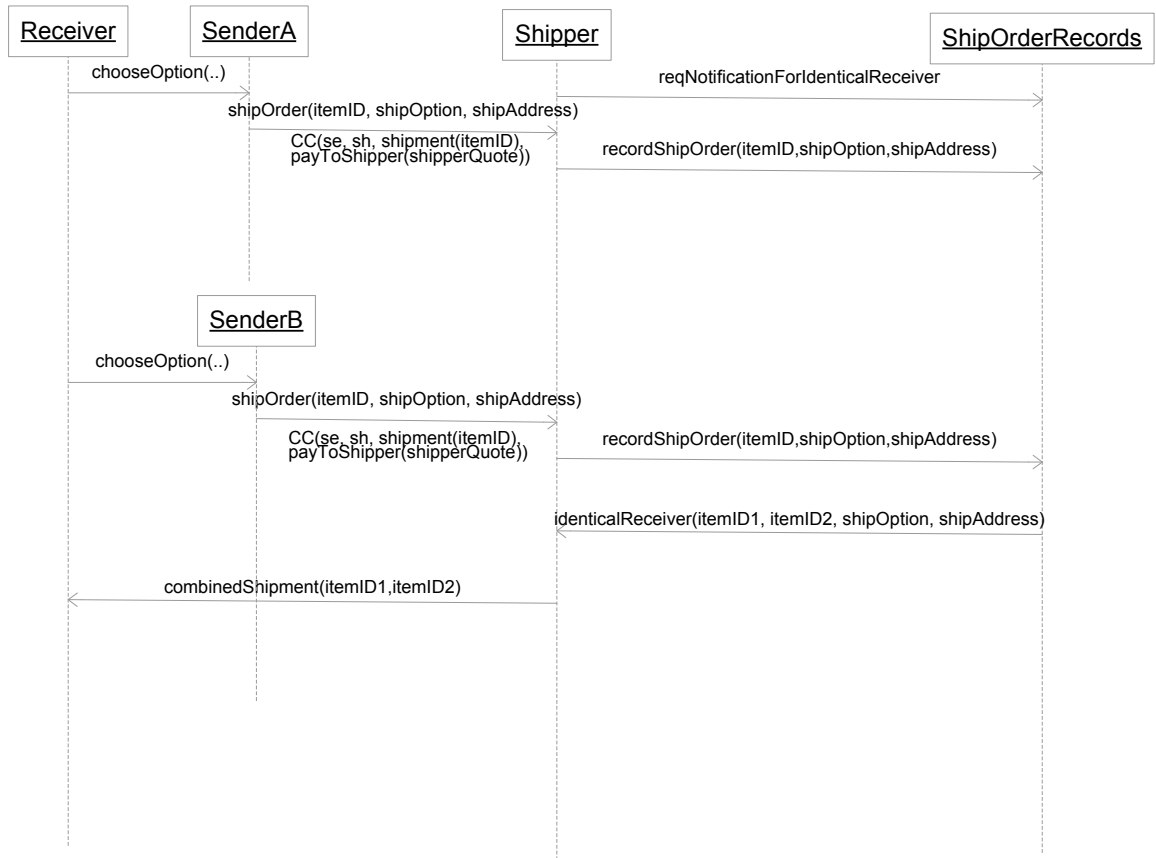 Receiver
SenderA
Shipper
ShipOrderRecords
chooseOption(..)
reqNotificationForIdenticalReceiver
shipOrder(itemID, shipOption, shipAddress)
CC(se, sh, shipment(itemID),
payToShipper(shipperQuote))
recordShipOrder(itemID,shipOption,shipAddress)
SenderB
chooseOption(..)
shipOrder(itemID, shipOption, shipAddress)
CC(se, sh, shipment(itemID),
payToShipper(shipperQuote))
recordShipOrder(itemID,shipOption,shipAddress)
identicalReceiver(itemID1, itemID2, shipOption, shipAddress)
combinedShipment(itemID1,itemID2)